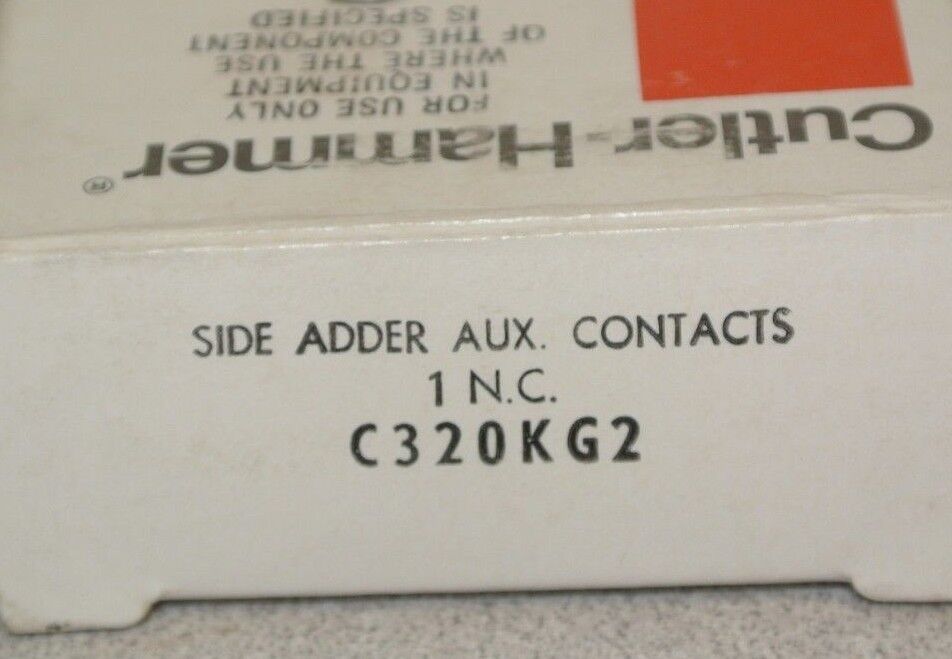 Cutler-Hammer ®
FOR USE ONLY
IN EQUIPMENT
WHERE THE USE
OF THE COMPONENT
IS SPECIFIED
SIDE ADDER AUX. CONTACTS
1 N.C.
C320KG2